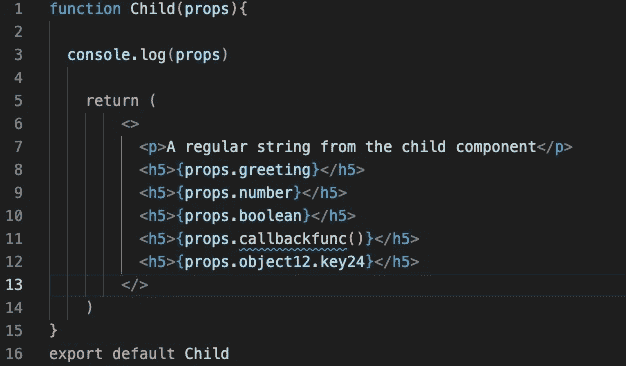 1 function Child(props){
2
3 console.log(props)
4
5 return (
6 <>
7 <p>A regular string from the child component</p>
8 <h5>{props.greeting}</h5>
9 <h5>{props.number}</h5>
10 <h5>{props.boolean}</h5>
11 <h5>{props.callbackfunc()}</h5>
12 <h5>{props.object12.key24}</h5>
13 </>
14 )
15 }
16 export default Child